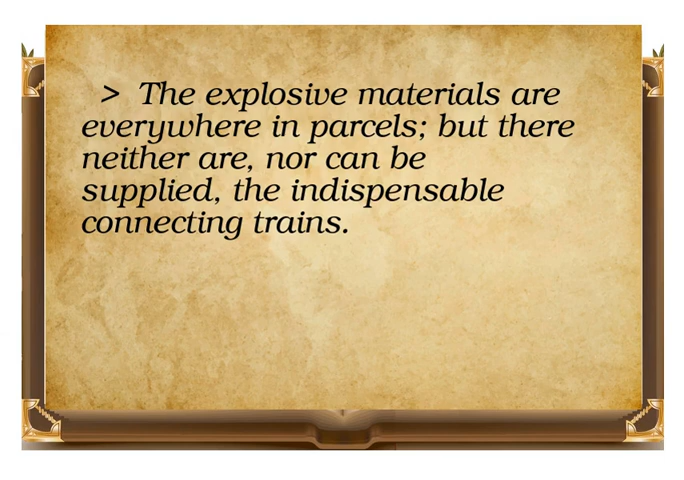 > The explosive materials are
everywhere in parcels; but there
neither are, nor can be
supplied, the indispensable
connecting trains.